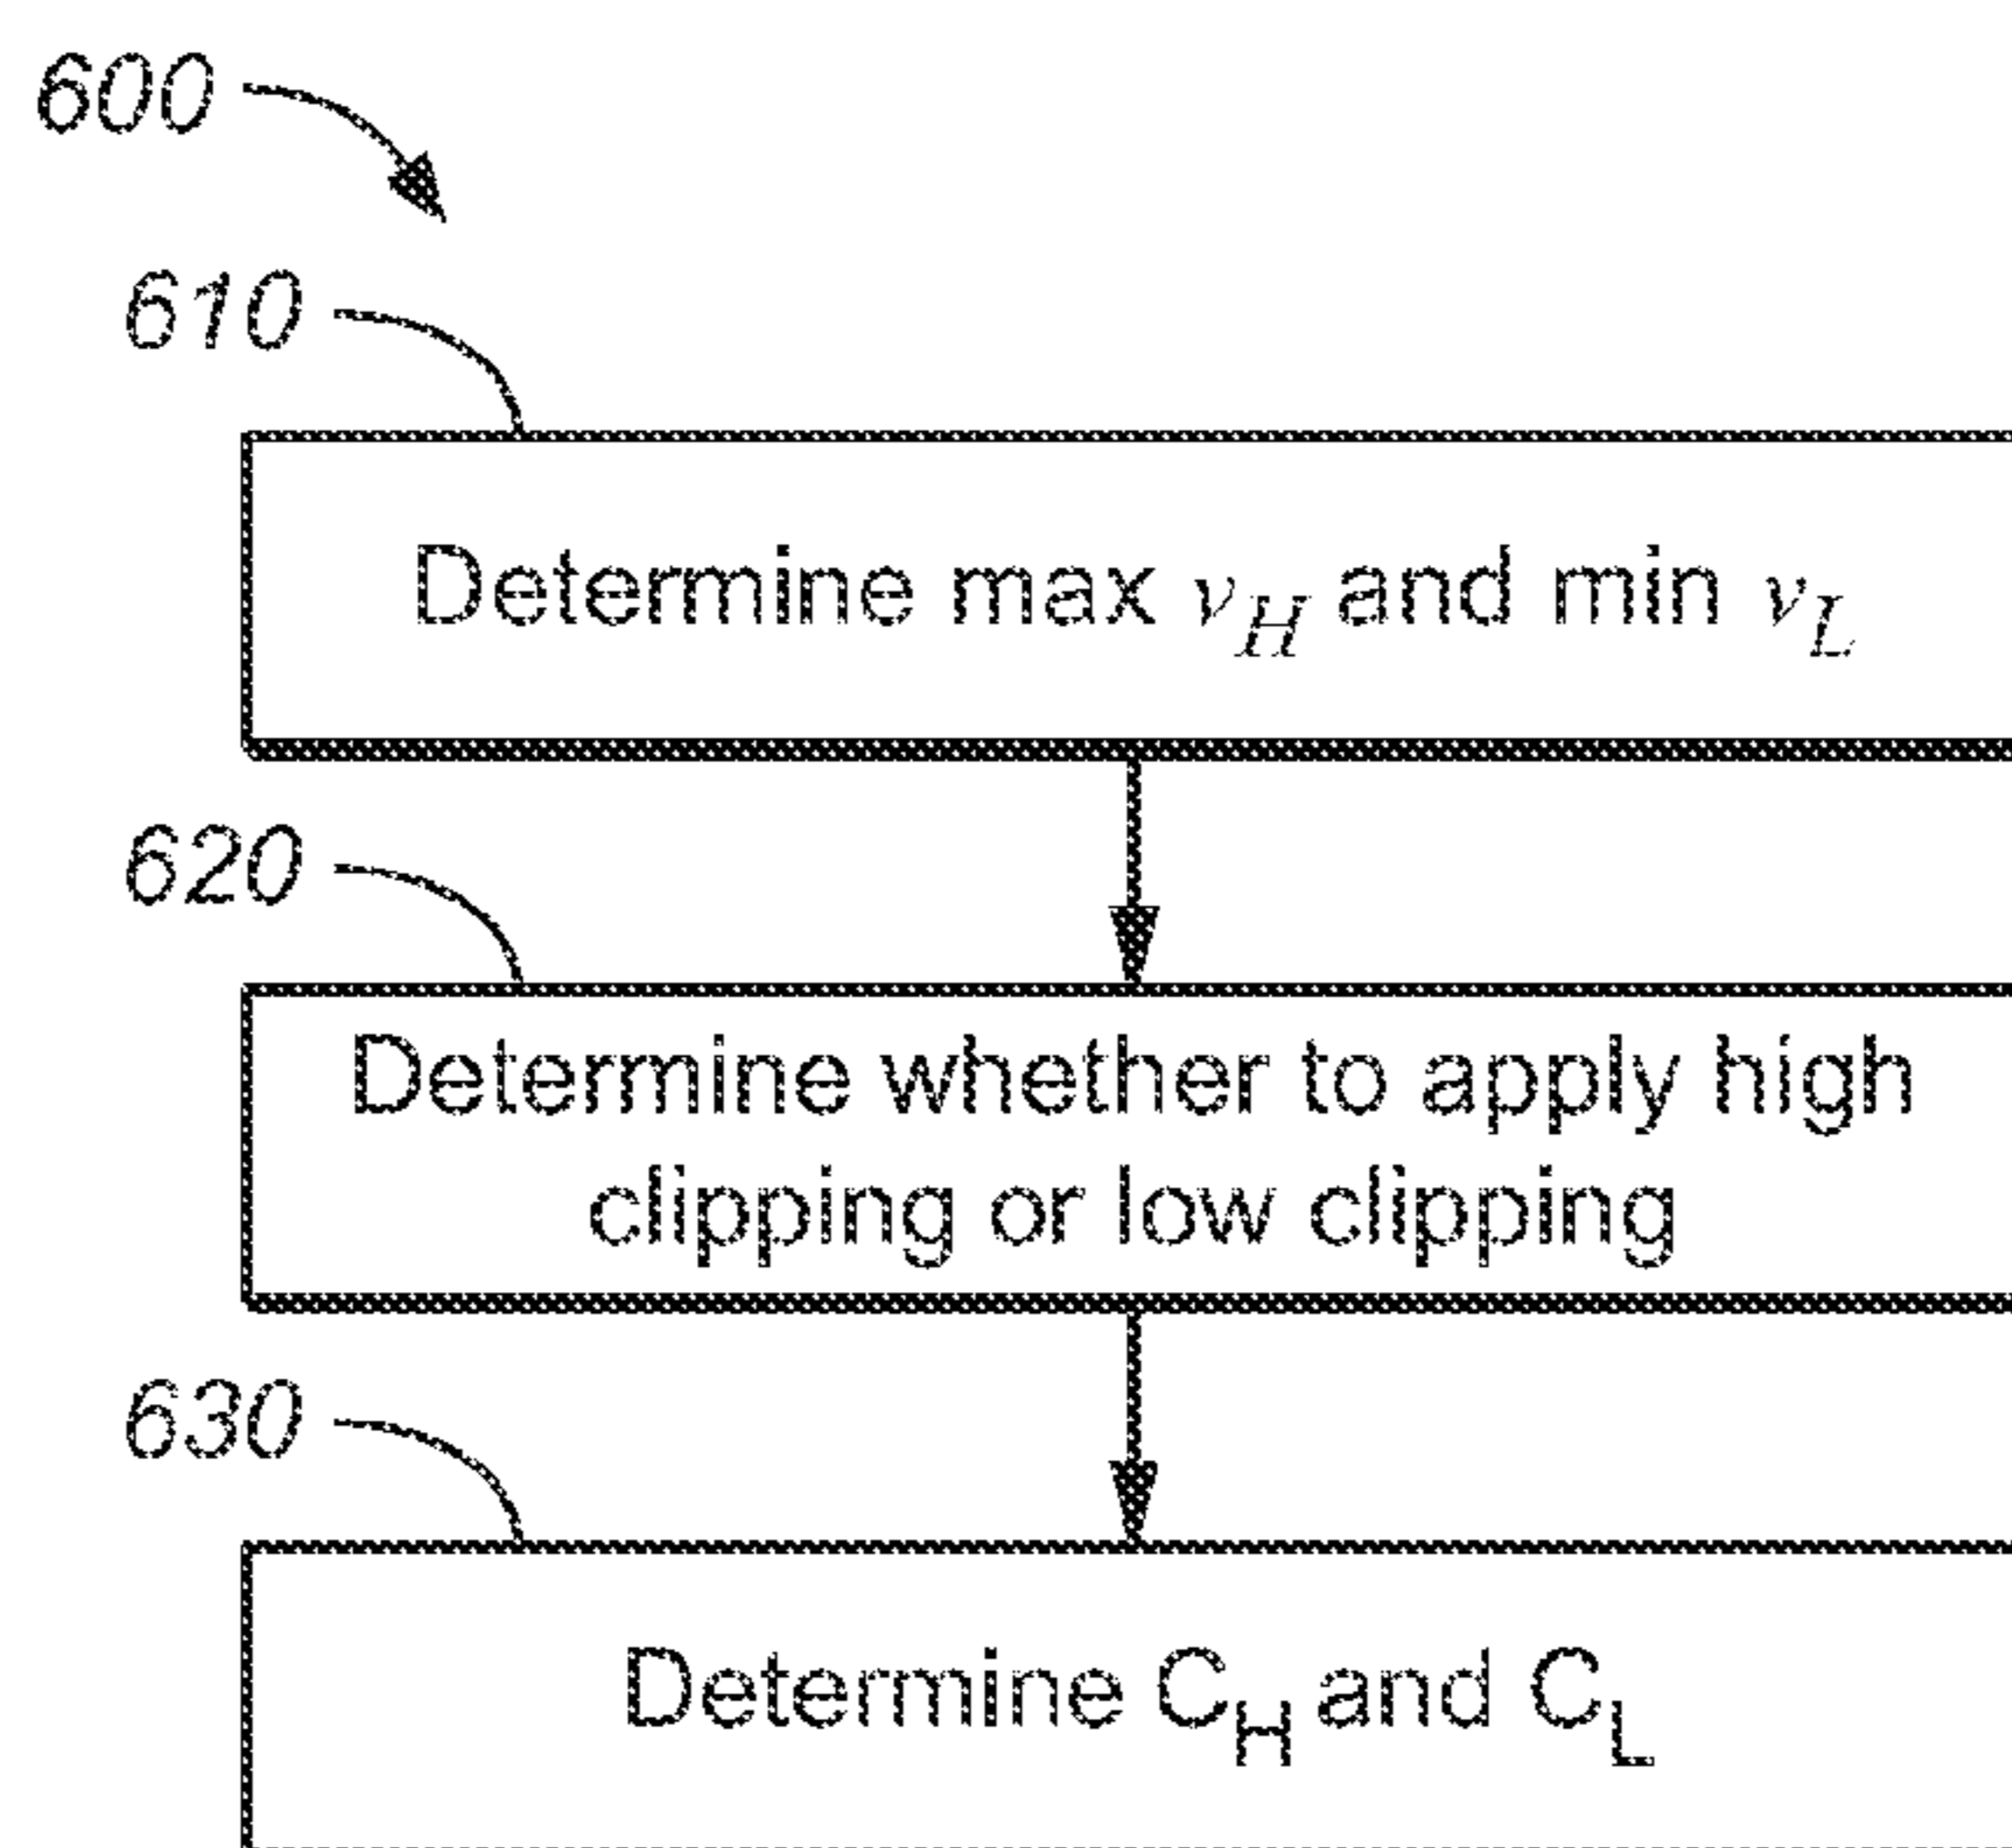 600
610
Determine max νH and min νL
620
Determine whether to apply high
clipping or low clipping
630
Determine CH and CL